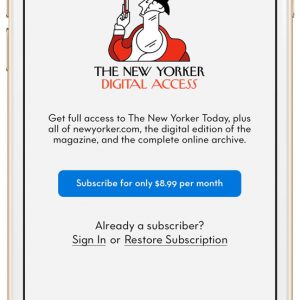 THE NEW YORKER
DIGITAL ACCESS
Get full access to The New Yorker Today, plus
all of newyorker.com, the digital edition of the
magazine, and the complete online archive.
Subscribe for only $8.99 per month
Already a subscriber?
Sign In or Restore Subscription